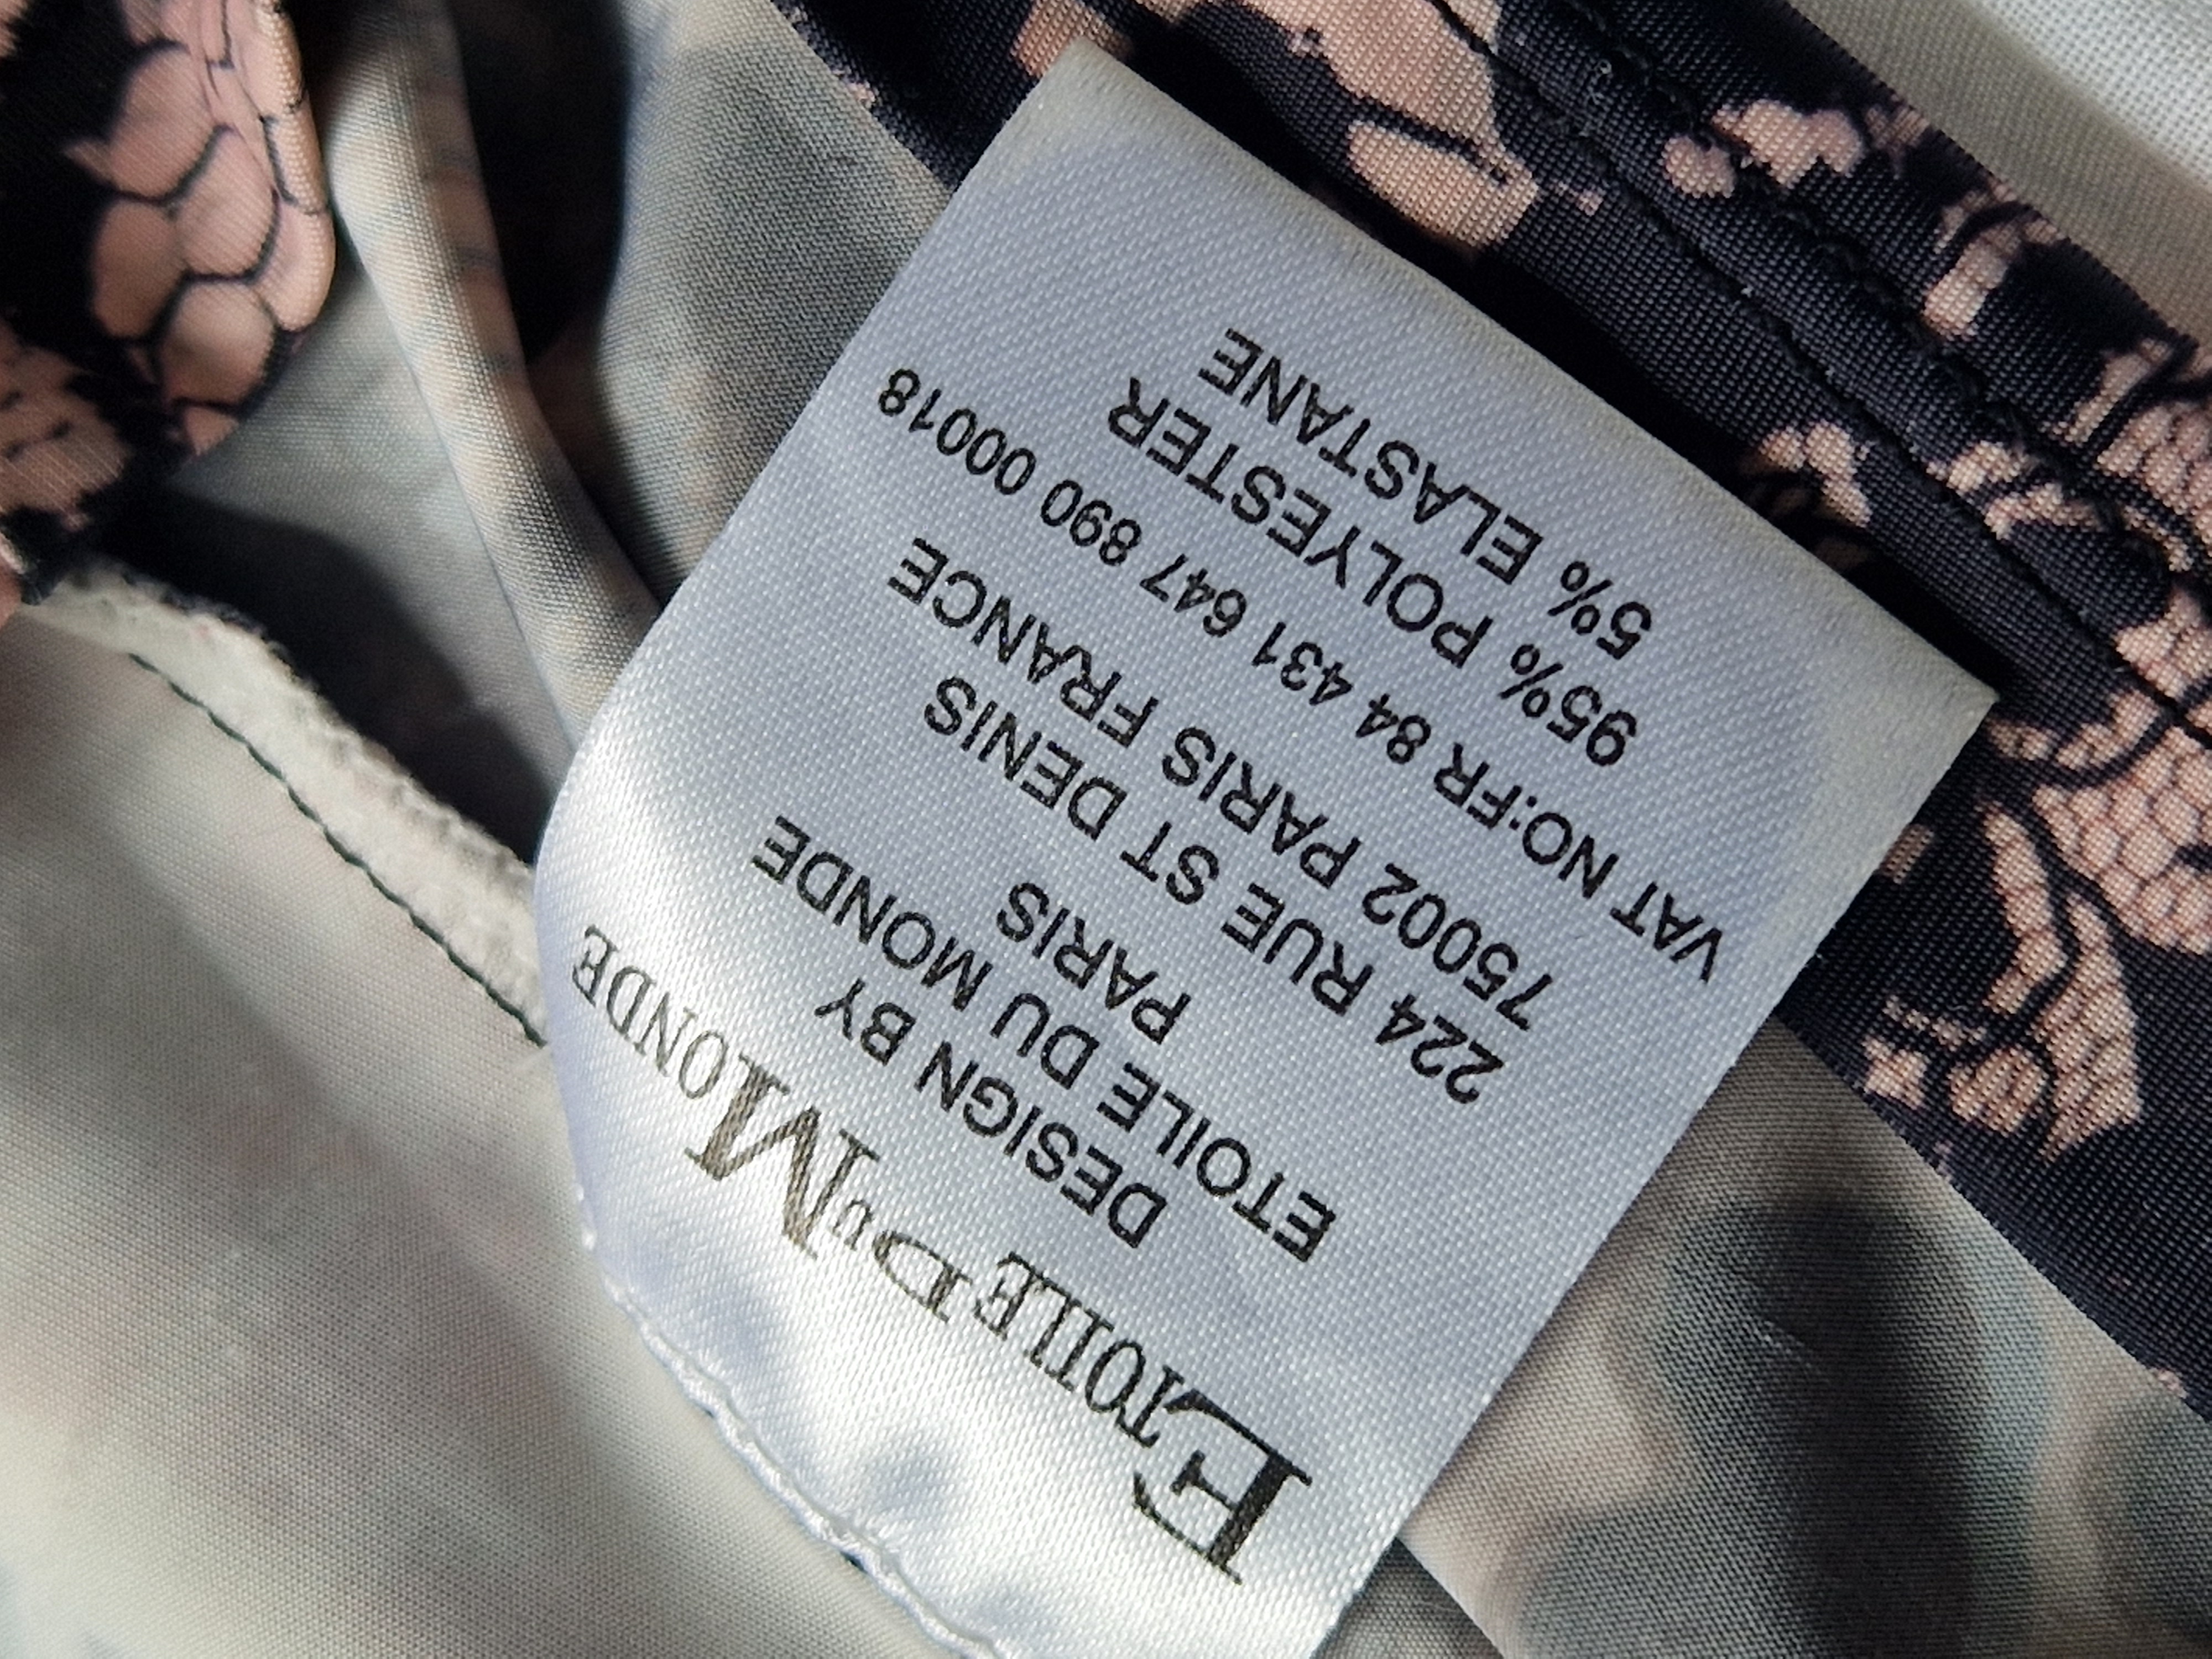 ETOILE DU MONDE
DESIGN BY
ETOILE DU MONDE
PARIS
224 RUE ST DENIS
75002 PARIS FRANCE
VAT NO:FR 84 431 647 890 00018
95% POLYESTER
5% ELASTANE